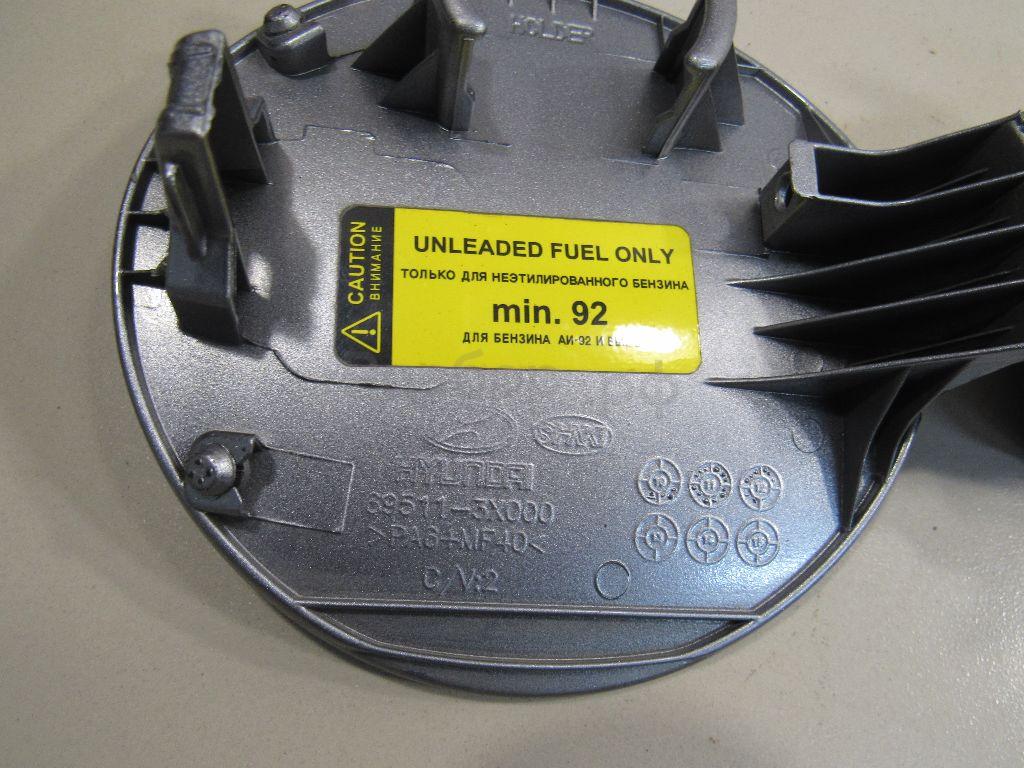 HOLDER
CAUTION
ВНИМАНИЕ
UNLEADED FUEL ONLY
ТОЛЬКО ДЛЯ НЕЭТИЛИРОВАННОГО БЕНЗИНА
min. 92
ДЛЯ БЕНЗИНА АИ-92 И ВЫШЕ
HYUNDAI
69511-3X000
>PA6+MF40<
C/V:2